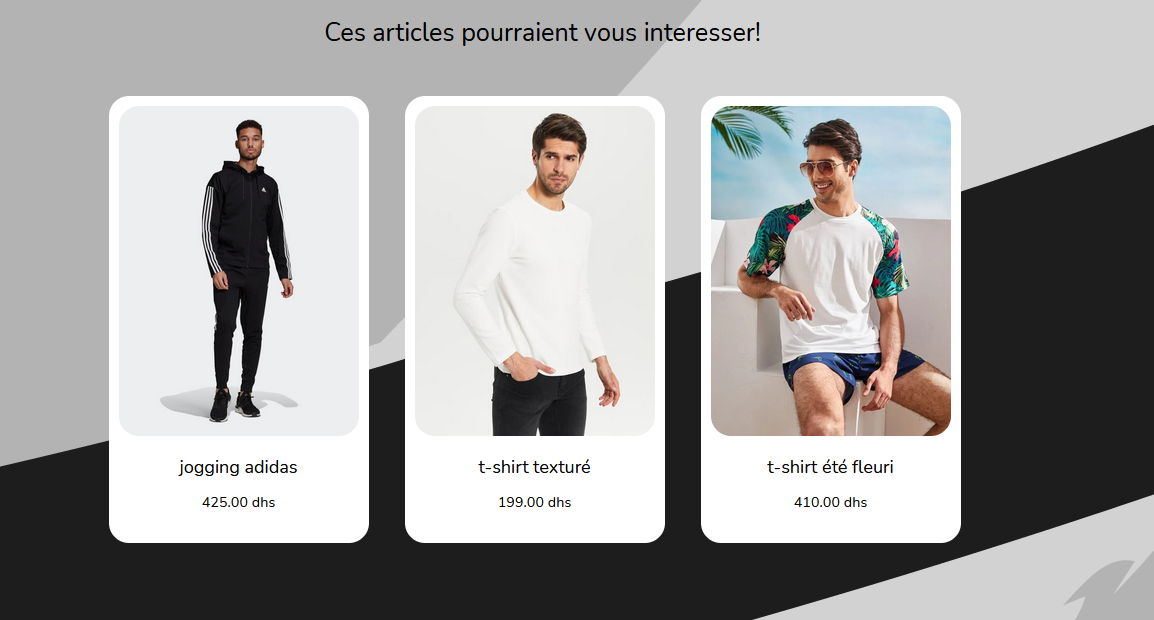 Ces articles pourraient vous interesser!
jogging adidas
425.00 dhs
t-shirt texturé
199.00 dhs
t-shirt été fleuri
410.00 dhs